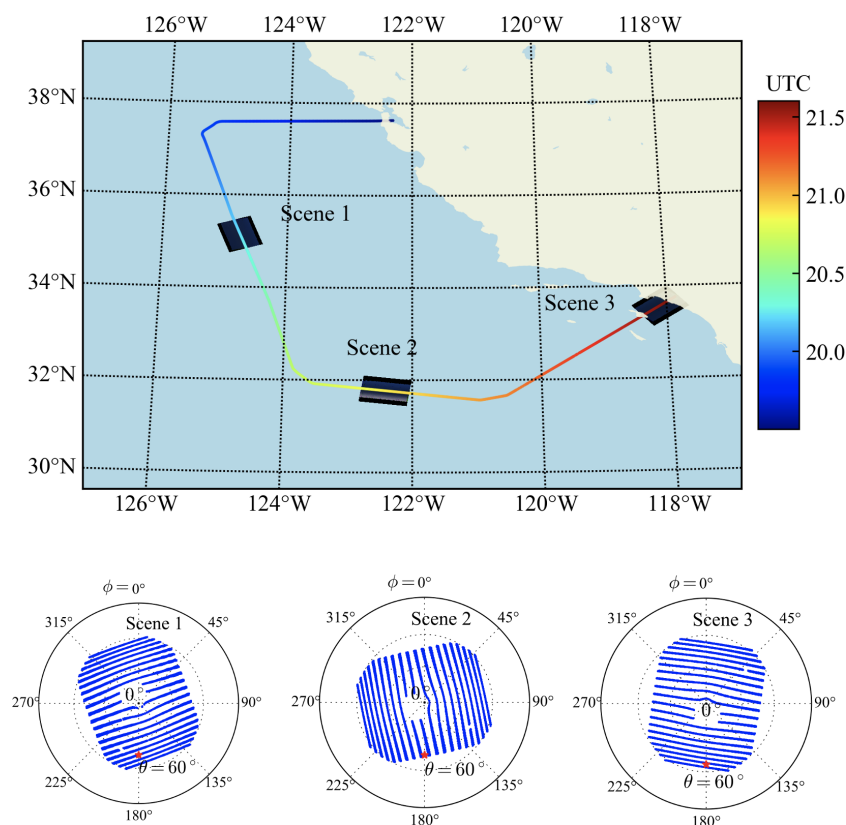 126°W 124°W 122°W 120°W 118°W
UTC
38°N
21.5
36°N
Scene 1
21.0
34°N
Scene 3
20.5
Scene 2
32°N
20.0
30°N
126°W 124°W 122°W 120°W 118°W
ϕ = 0°
315° Scene 1 45°
270° 0° 90°
225° θ = 60° 135°
180°
ϕ = 0°
315° Scene 2 45°
270° 0° 90°
225° θ = 60° 135°
180°
ϕ = 0°
315° Scene 3 45°
270° 0 90°
225° θ = 60° 135°
180°